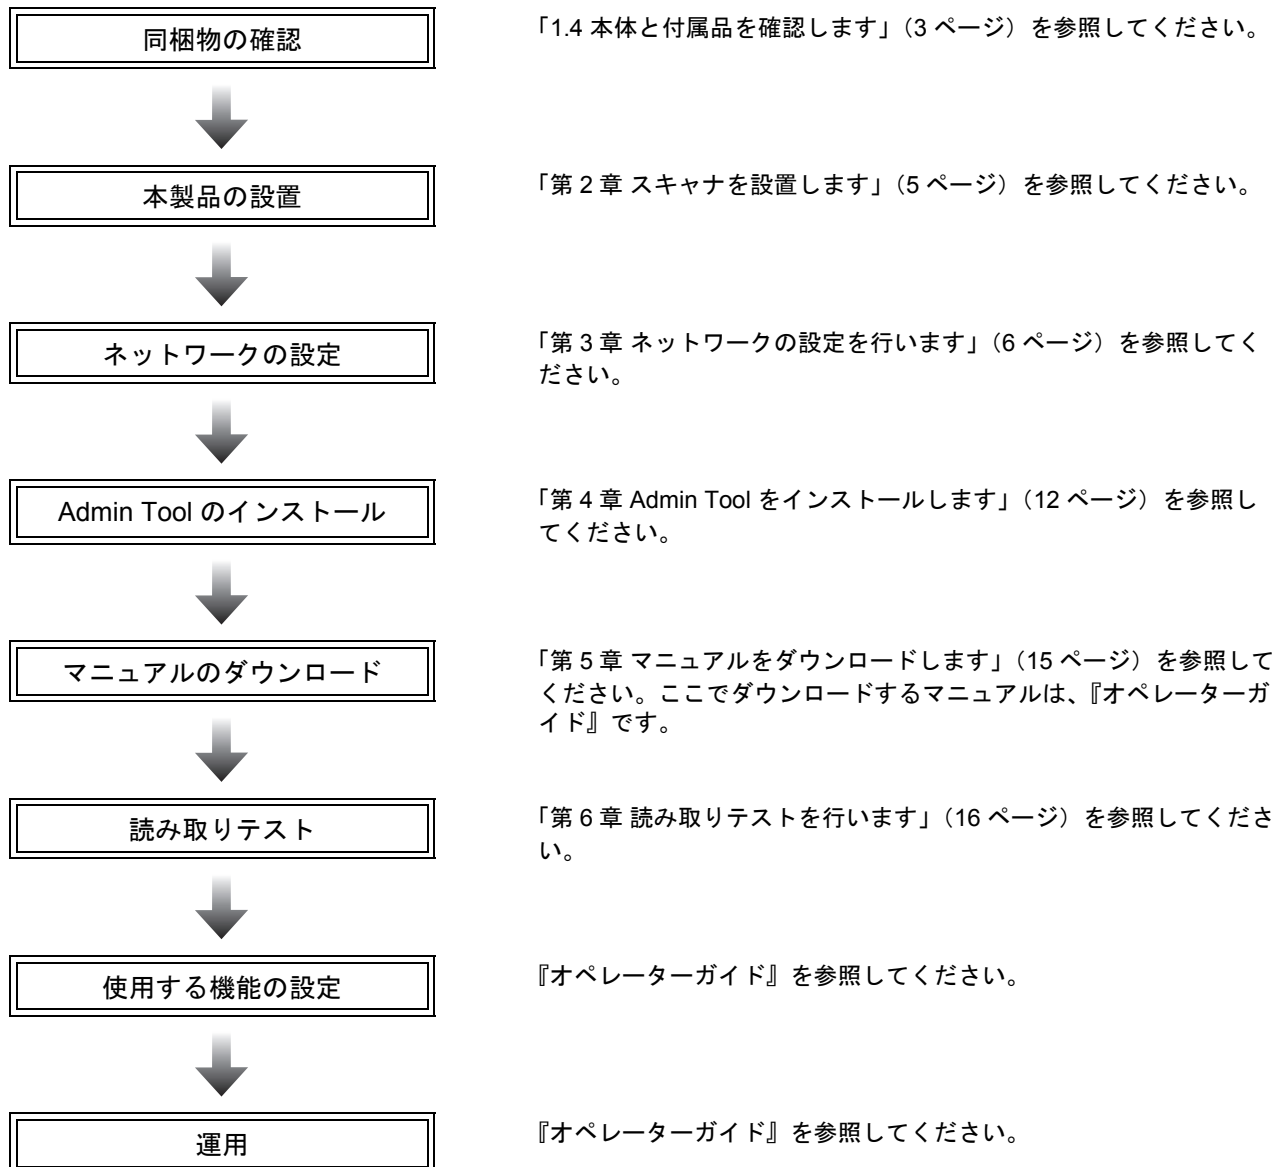 同梱物の確認
「1.4 本体と付属品を確認します」（3 ページ）を参照してください。
本製品の設置
「第 2 章 スキャナを設置します」（5 ページ）を参照してください。
ネットワークの設定
「第 3 章 ネットワークの設定を行います」（6 ページ）を参照してく
ださい。
Admin Tool のインストール
「第 4 章 Admin Tool をインストールします」（12 ページ）を参照し
てください。
マニュアルのダウンロード
「第 5 章 マニュアルをダウンロードします」（15 ページ）を参照して
ください。ここでダウンロードするマニュアルは、『オペレーターガ
イド』です。
読み取りテスト
「第 6 章 読み取りテストを行います」（16 ページ）を参照してくださ
い。
使用する機能の設定
『オペレーターガイド』を参照してください。
運用
『オペレーターガイド』を参照してください。